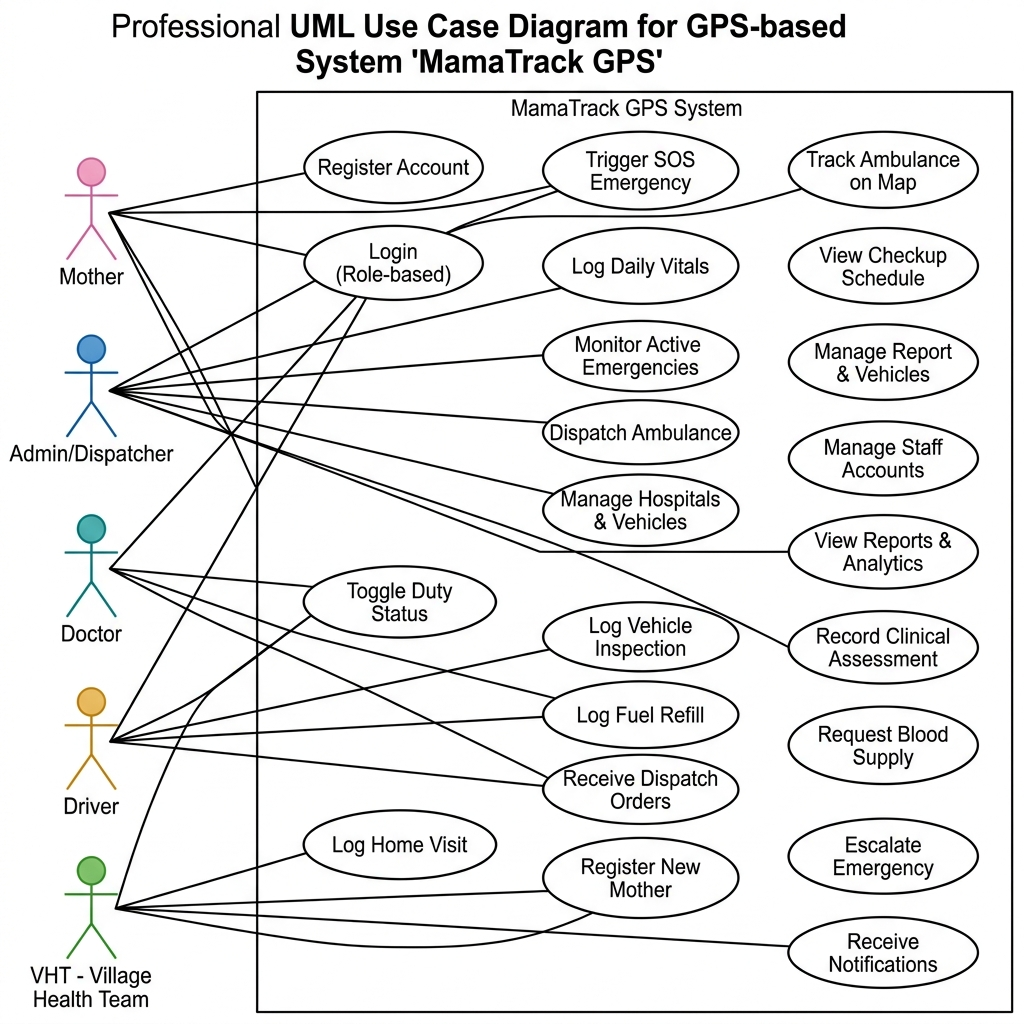 Professional UML Use Case Diagram for GPS-based
System 'MamaTrack GPS'
MamaTrack GPS System
Mother
Admin/Dispatcher
Doctor
Driver
VHT - Village
Health Team
Register Account
Login
(Role-based)
Toggle Duty
Status
Log Home Visit
Trigger SOS
Emergency
Log Daily Vitals
Monitor Active
Emergencies
Dispatch Ambulance
Manage Hospitals
& Vehicles
Log Vehicle
Inspection
Log Fuel Refill
Receive Dispatch
Orders
Register New
Mother
Track Ambulance
on Map
View Checkup
Schedule
Manage Report
& Vehicles
Manage Staff
Accounts
View Reports &
Analytics
Record Clinical
Assessment
Request Blood
Supply
Escalate
Emergency
Receive
Notifications